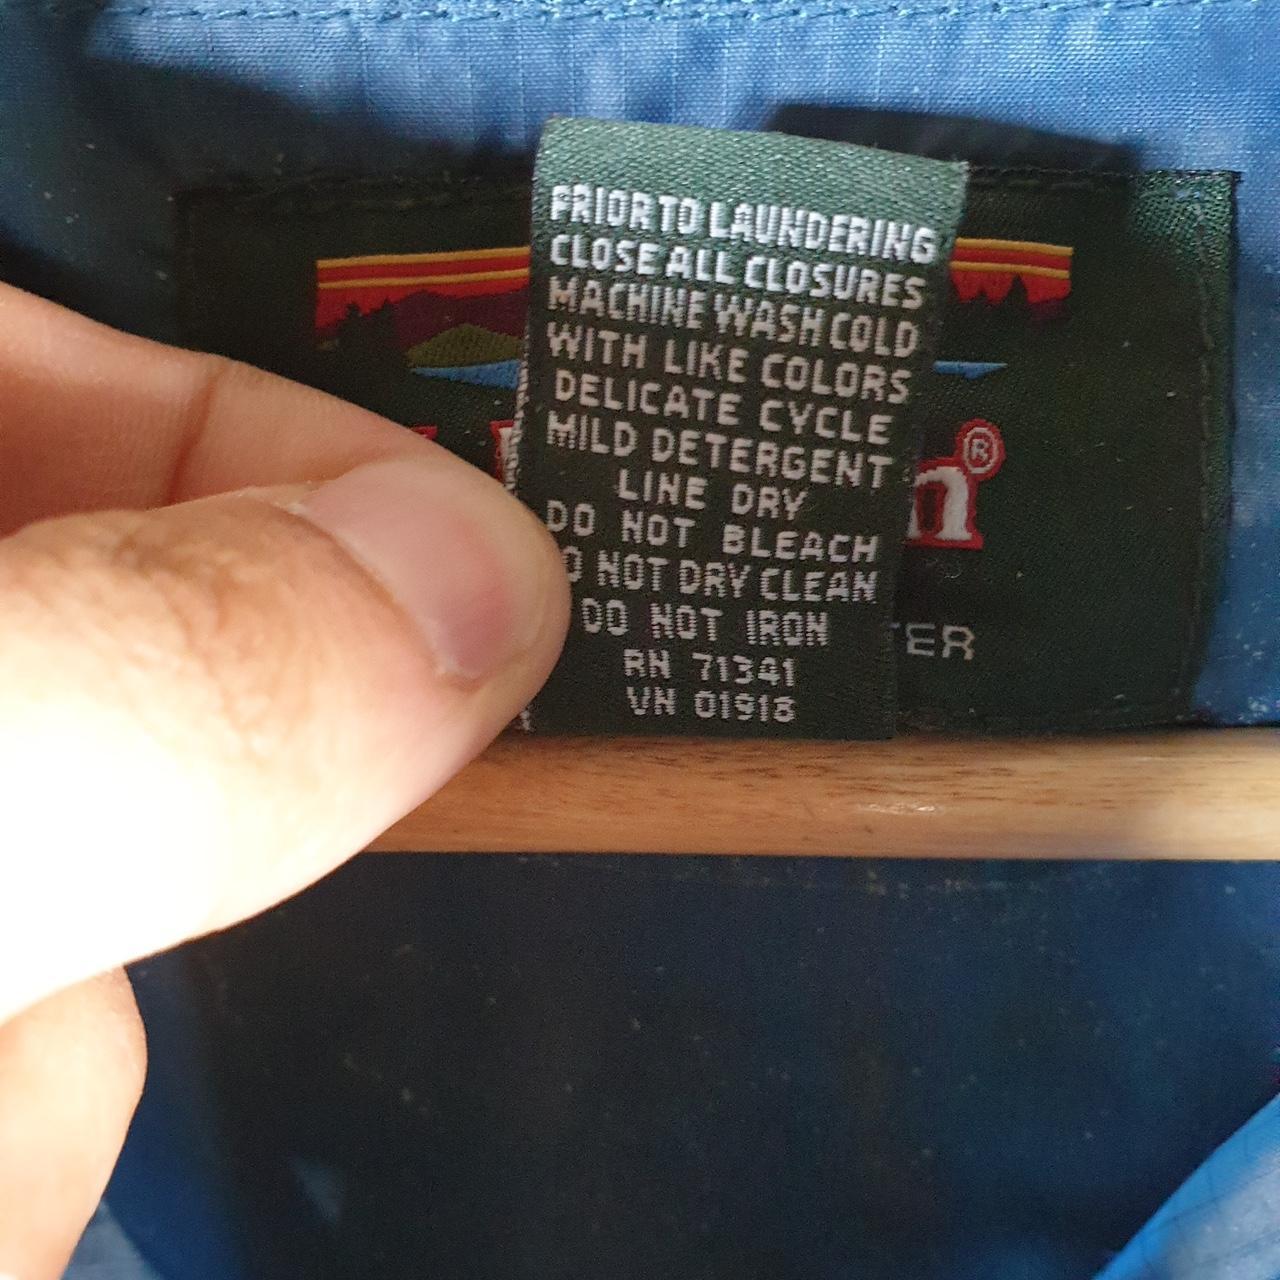 PRIOR TO LAUNDERING
CLOSE ALL CLOSURES
MACHINE WASH COLD
WITH LIKE COLORS
DELICATE CYCLE
MILD DETERGENT
LINE DRY
DO NOT BLEACH
DO NOT DRY CLEAN
DO NOT IRON
RN 71341
VN 01918